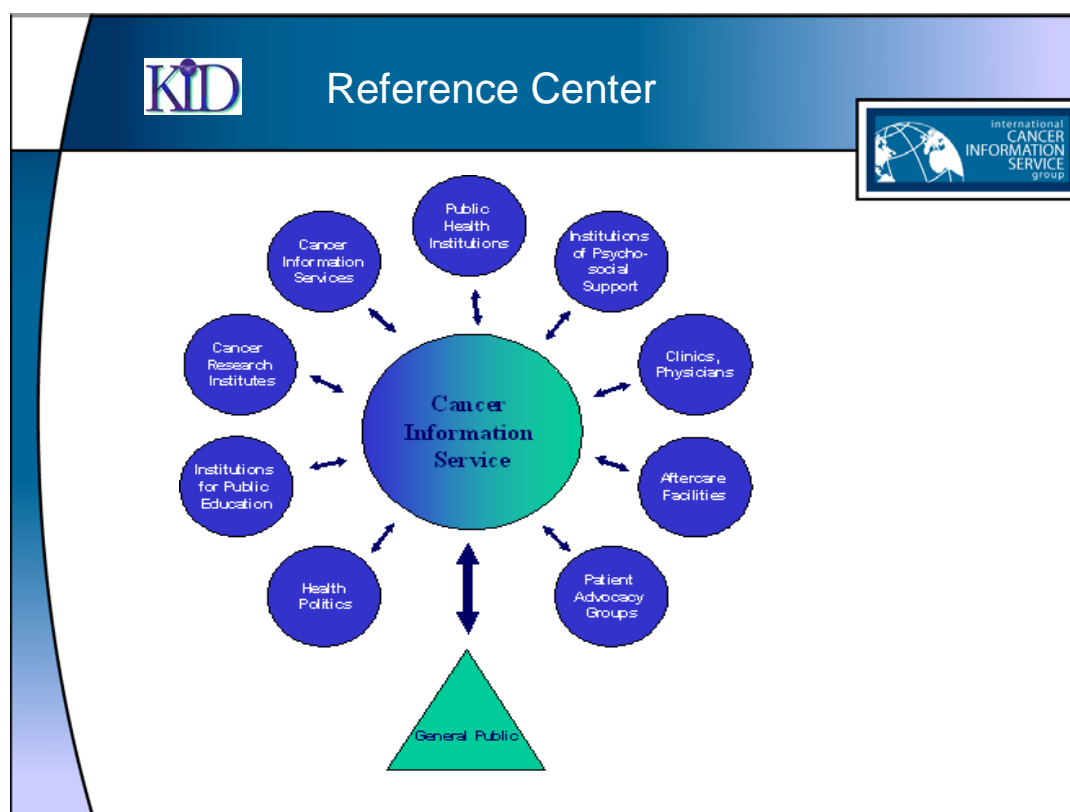 KiD
Reference Center
international
CANCER
INFORMATION
SERVICE
group
Public
Health
Institutions
Cancer
Information
Services
Institutions
of Psycho-
social
Support
Cancer
Research
Institutes
Clinics,
Physicians
Cancer
Information
Service
Institutions
for Public
Education
Aftercare
Facilities
Health
Politics
Patient
Advocacy
Groups
General Public